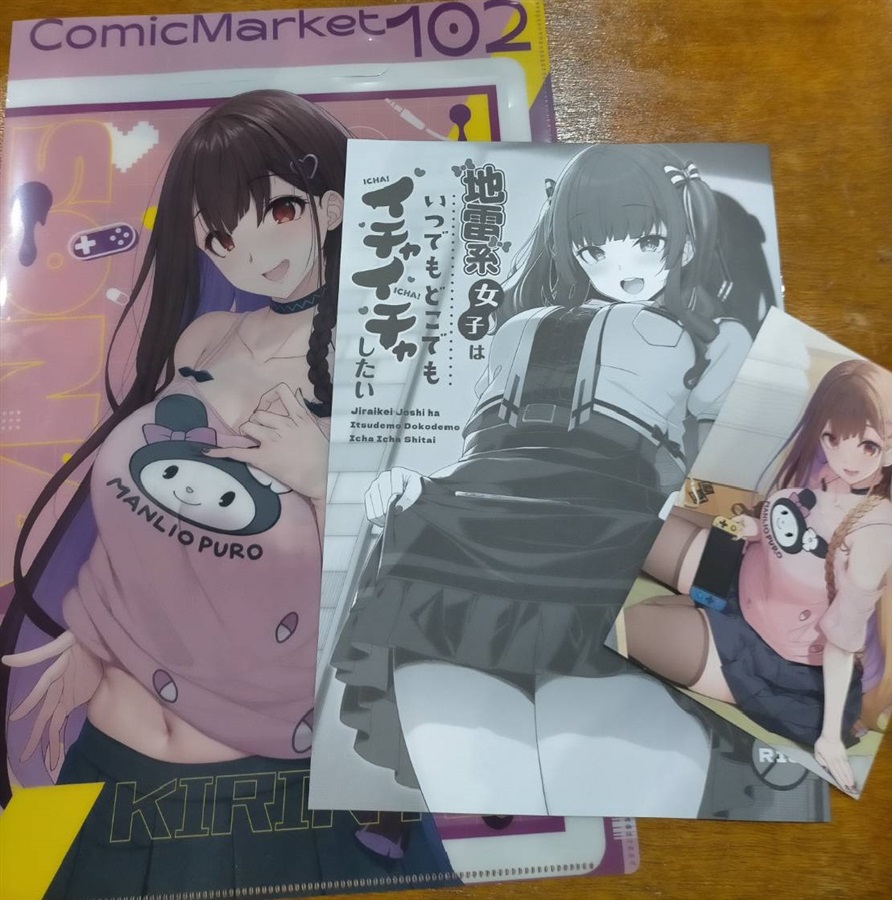 ComicMarket102
MANLIO PURO
地雷系女子は
いつでもどこでも
ICHA!
イチャ
ICHA!
イチャしたい
Jiraikei Joshi ha
Itsudemo Dokodemo
Icha Icha Shitai
MANLIO PURO